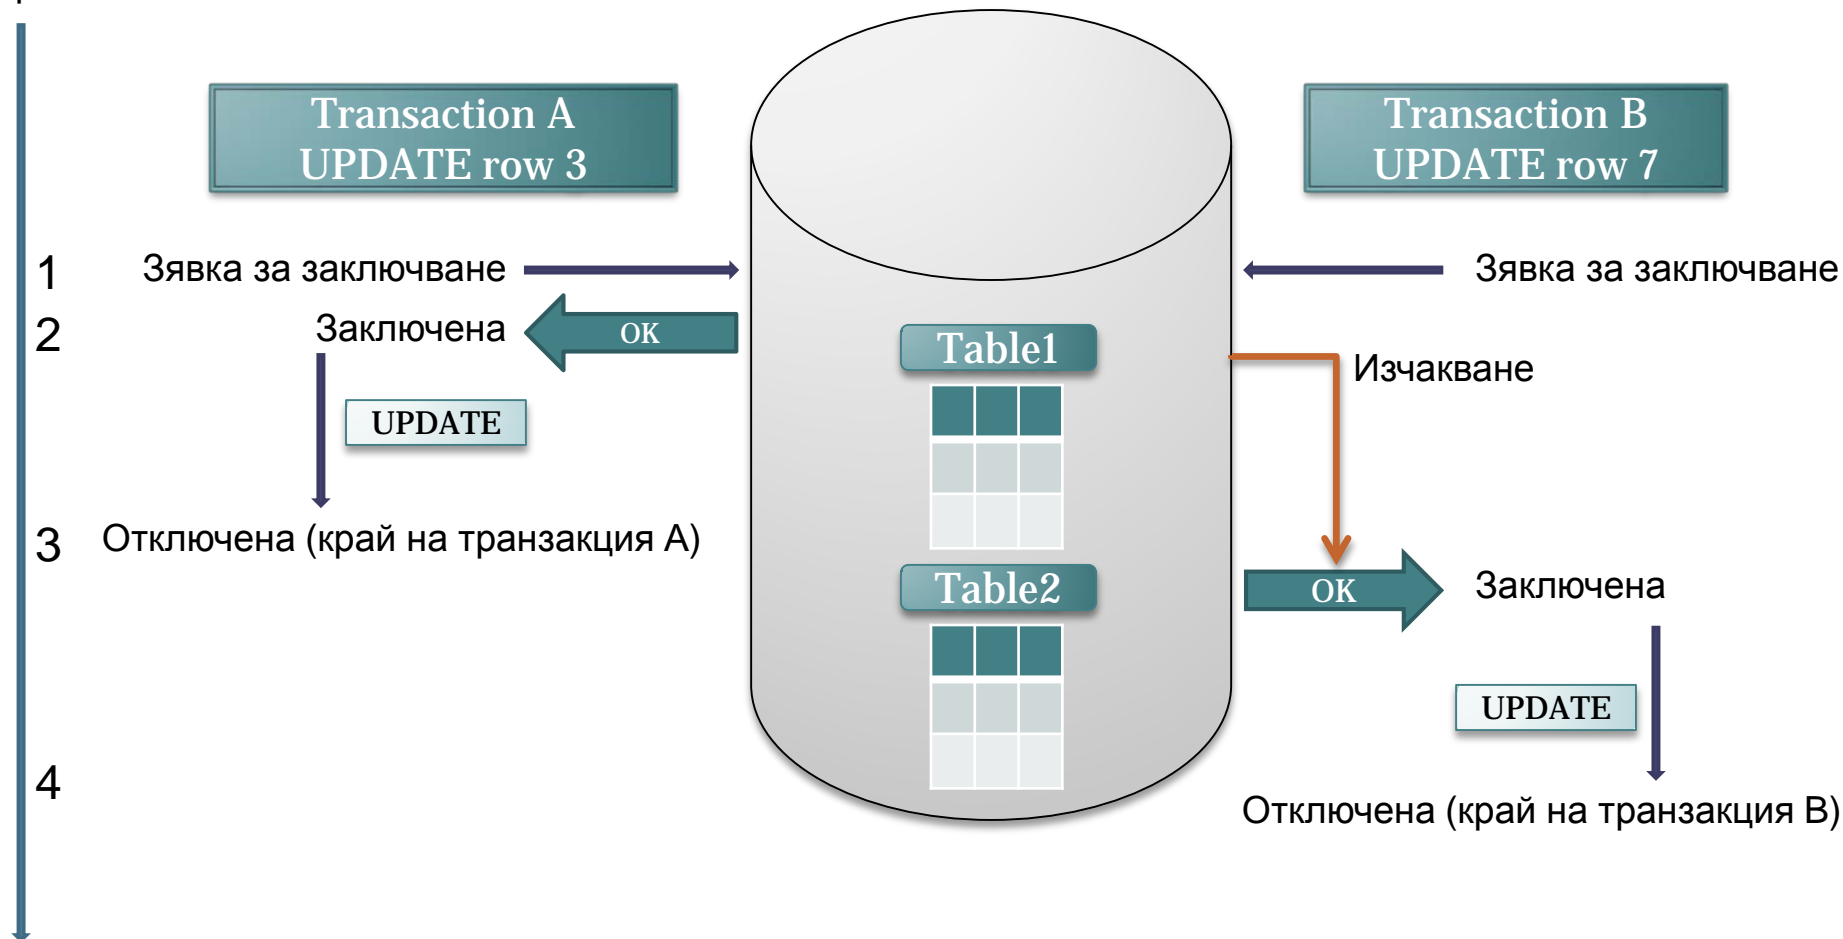 Transaction A
UPDATE row 3
Transaction B
UPDATE row 7
1
Зявка за заключване
Зявка за заключване
2
Заключена
OK
Table1
Изчакване
UPDATE
3
Отключена (край на транзакция A)
Table2
OK
Заключена
UPDATE
4
Отключена (край на транзакция B)